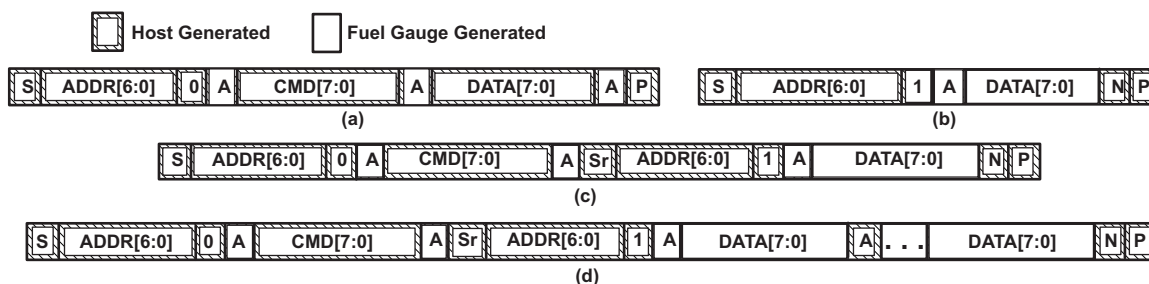 Host Generated Fuel Gauge Generated
S ADDR[6:0] 0 A CMD[7:0] A DATA[7:0] A P S ADDR[6:0] 1 A DATA[7:0] N P
(a) (b)
S ADDR[6:0] 0 A CMD[7:0] A Sr ADDR[6:0] 1 A DATA[7:0] N P
(c)
S ADDR[6:0] 0 A CMD[7:0] A Sr ADDR[6:0] 1 A DATA[7:0] A ... DATA[7:0] N P
(d)